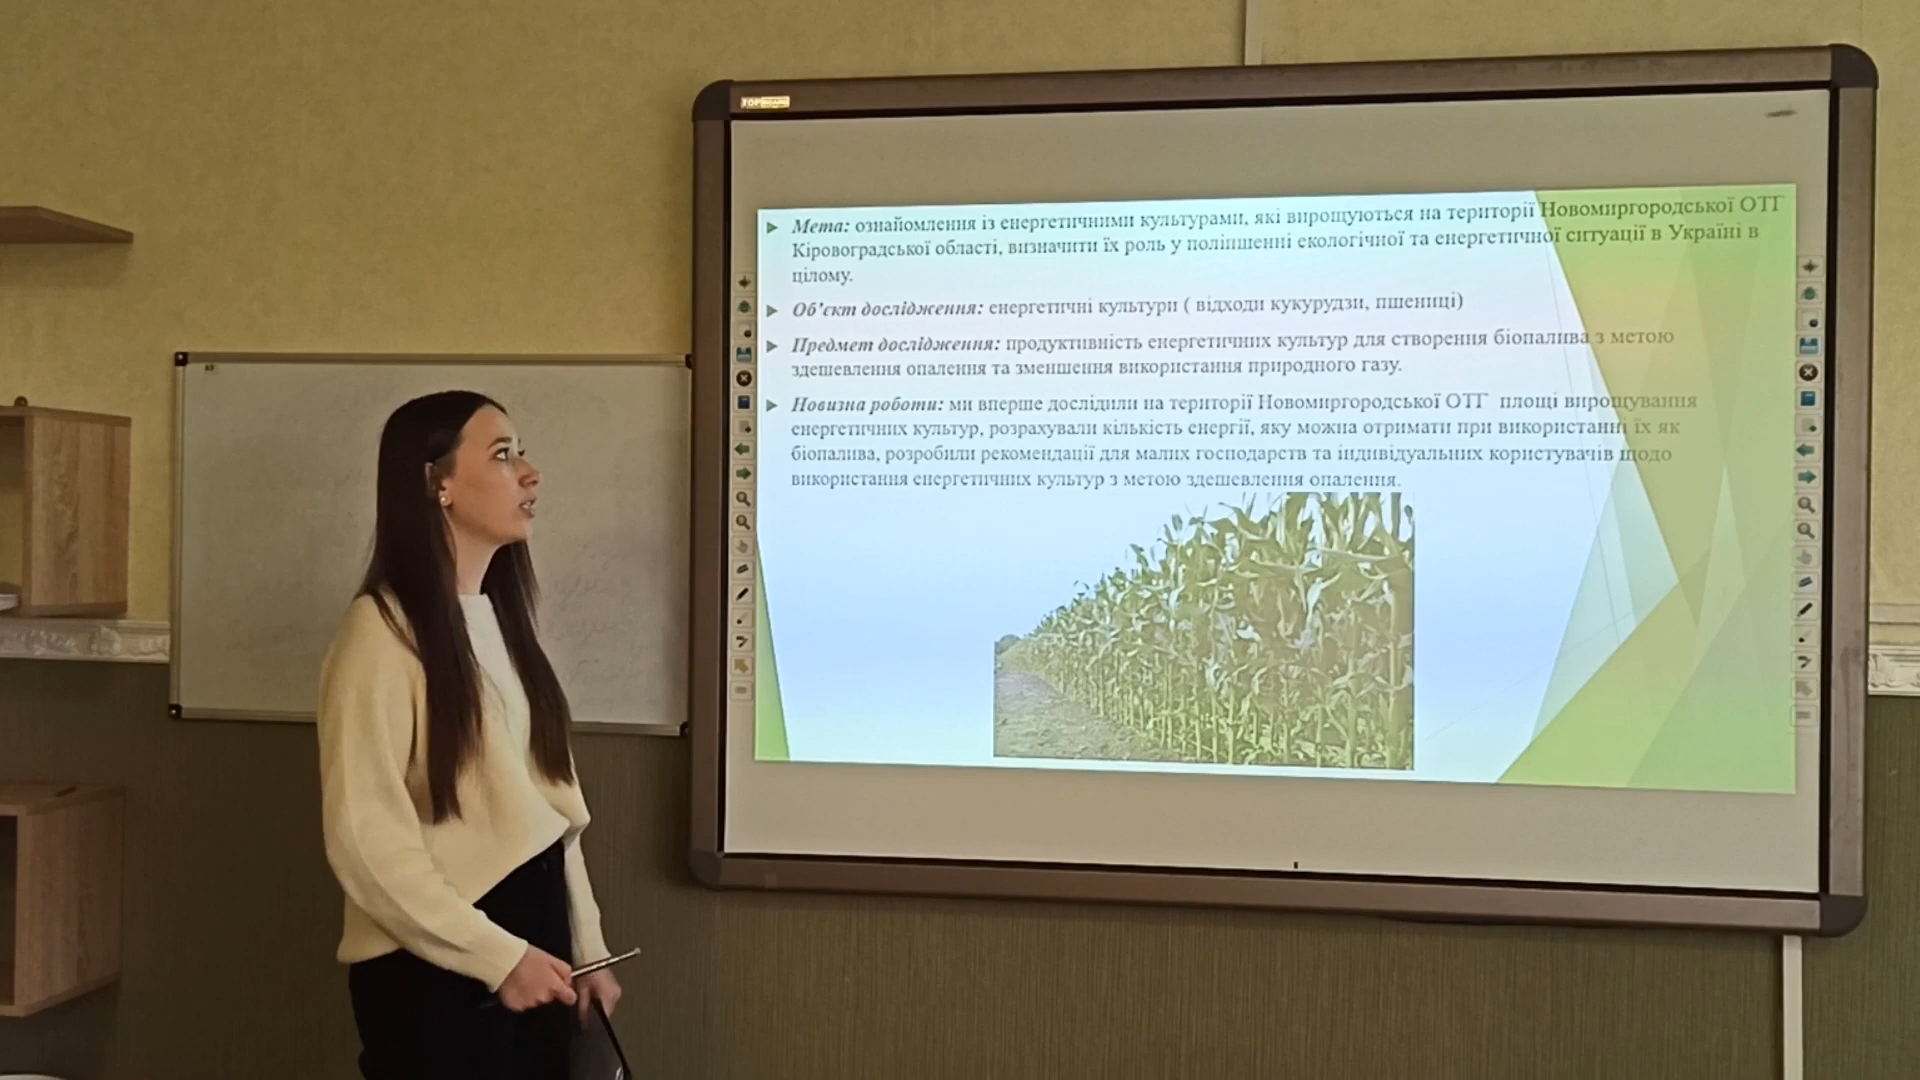 TOPBOARD
Мета: ознайомлення із енергетичними культурами, які вирощуються на території Новомиргородської ОТГ
Кіровоградської області, визначити їх роль у поліпшенні екологічної та енергетичної ситуації в Україні в
цілому.
Об'єкт дослідження: енергетичні культури ( відходи кукурудзи, пшениці)
Предмет дослідження: продуктивність енергетичних культур для створення біопалива з метою
здешевлення опалення та зменшення використання природного газу.
Новизна роботи: ми вперше дослідили на території Новомиргородської ОТГ площі вирощування
енергетичних культур, розрахували кількість енергії, яку можна отримати при використанні їх як
біопалива, розробили рекомендації для малих господарств та індивідуальних користувачів щодо
використання енергетичних культур з метою здешевлення опалення.